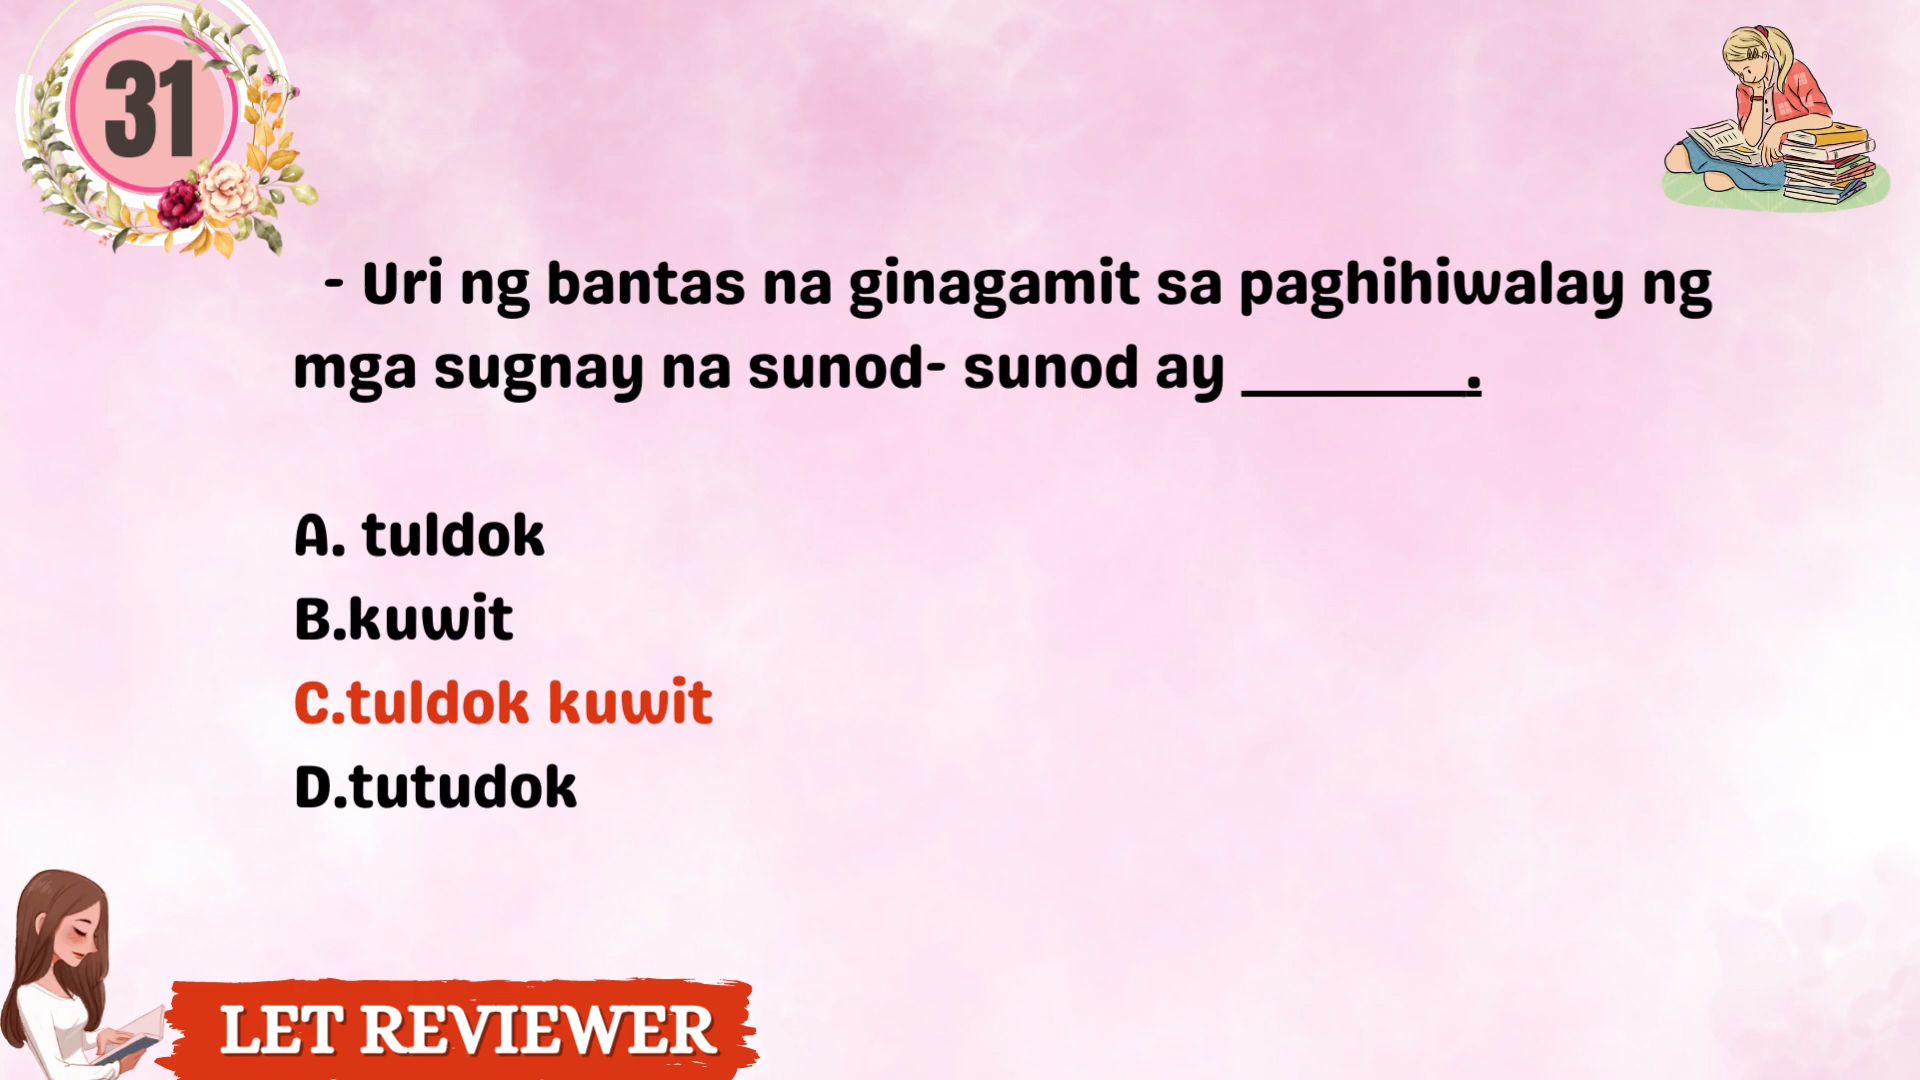 31
- Uri ng bantas na ginagamit sa paghihiwalay ng
mga sugnay na sunod- sunod ay ________.
A. tuldok
B.kuwit
C.tuldok kuwit
D.tutudok
LET REVIEWER